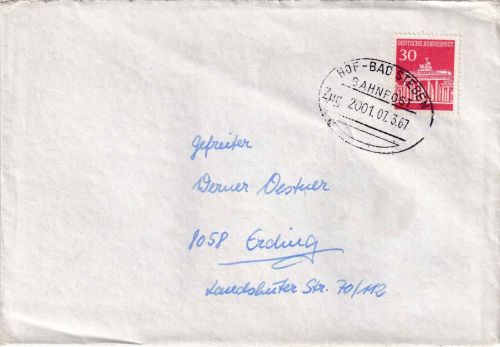 DEUTSCHE BUNDESPOST
30
HOF-BAD STEBEN
BAHNPOST
Zug 2001.07.3.67
Gefreiter
Werner Oestner
1058 Erding
Landshuter Str. 70/112